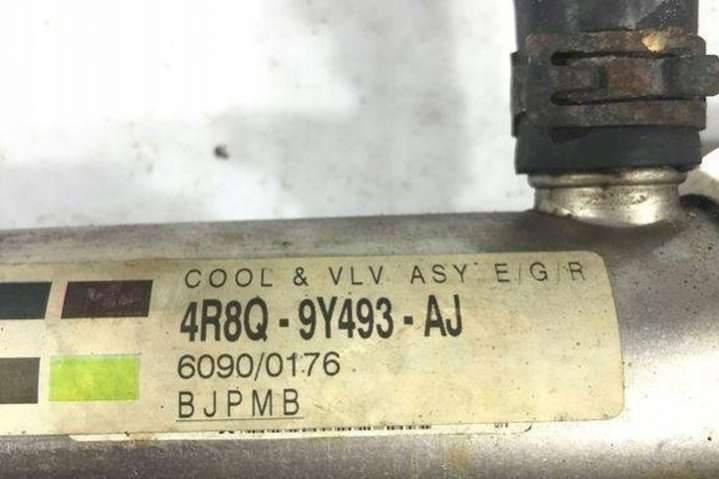 COOL & VLV ASY E/G/R
4R8Q-9Y493-AJ
6090/0176
BJPMB